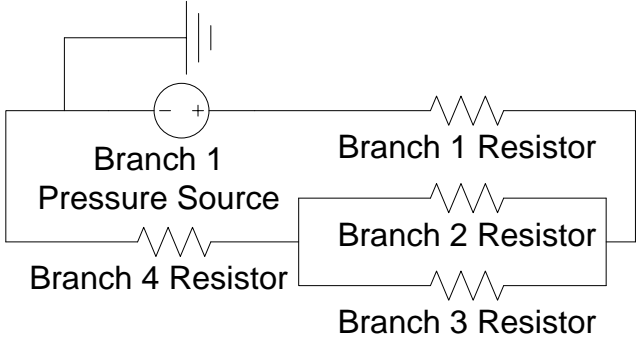 - +
Branch 1
Pressure Source
Branch 1 Resistor
Branch 2 Resistor
Branch 4 Resistor
Branch 3 Resistor